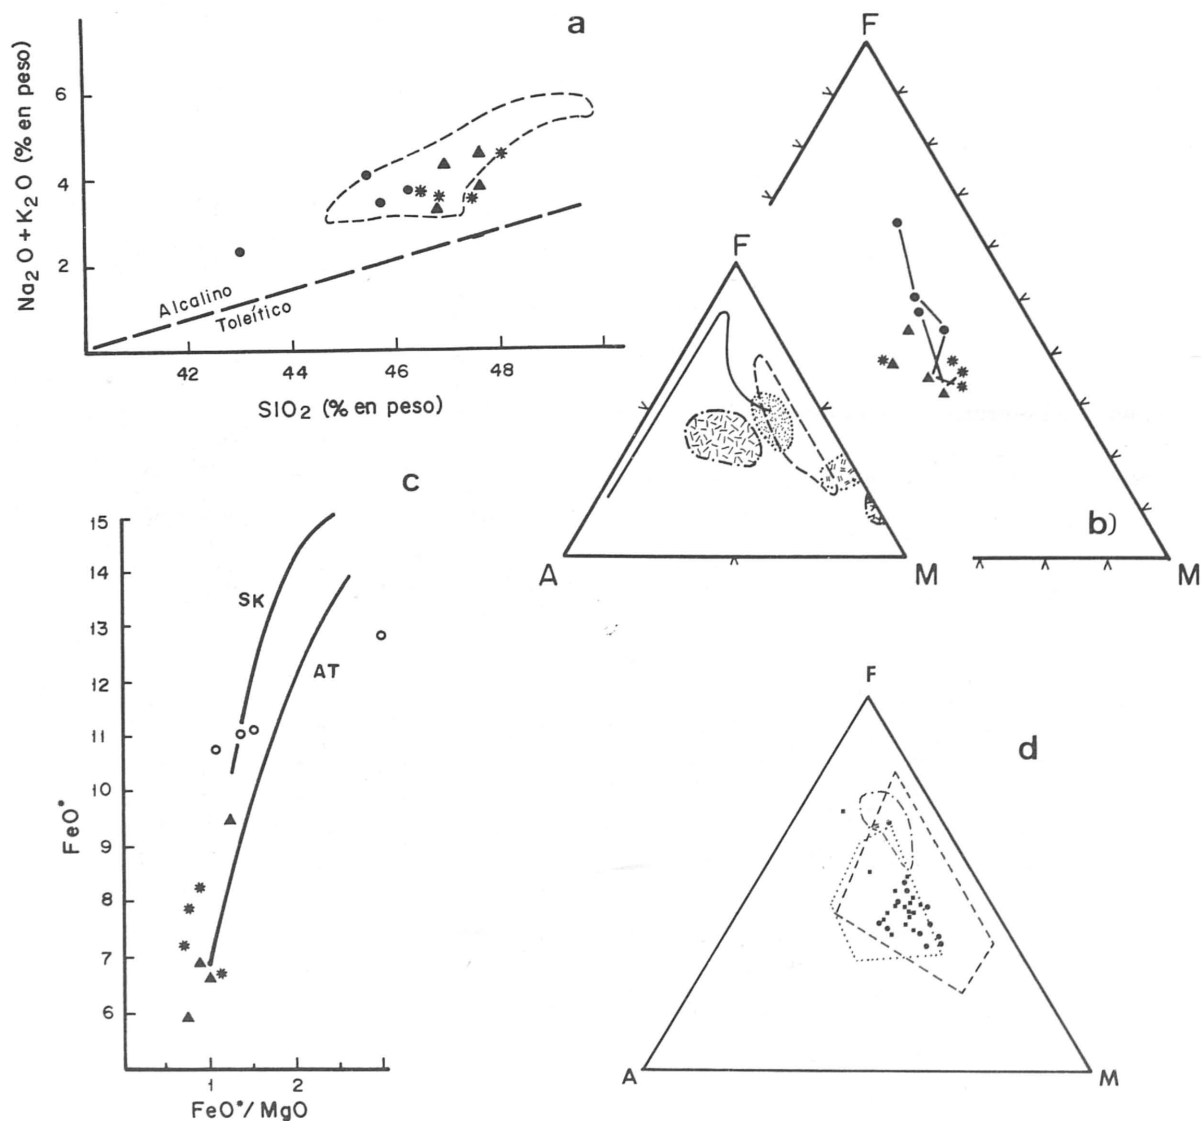 a
Na₂O+K₂O (% en peso)
6
4
2
Alcalino
Toleítico
42
44
46
48
SIO₂ (% en peso)
F
M
b)
F
A
M
c
15
14
13
12
11
10
9
8
7
6
SK
AT
FeO*
1
2
FeO*/MgO
d
F
A
M